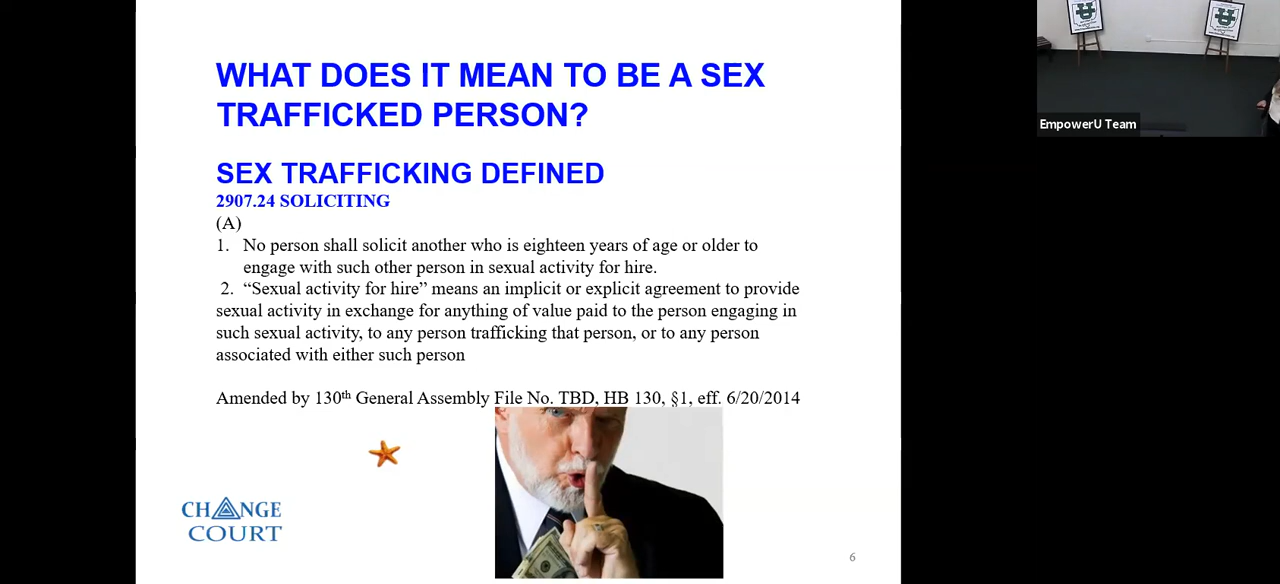 WHAT DOES IT MEAN TO BE A SEX
TRAFFICKED PERSON?
SEX TRAFFICKING DEFINED
2907.24 SOLICITING
(A)
1. No person shall solicit another who is eighteen years of age or older to
engage with such other person in sexual activity for hire.
2. “Sexual activity for hire” means an implicit or explicit agreement to provide
sexual activity in exchange for anything of value paid to the person engaging in
such sexual activity, to any person trafficking that person, or to any person
associated with either such person
Amended by 130th General Assembly File No. TBD, HB 130, §1, eff. 6/20/2014
CHANGE
COURT
6
EmpowerU Team